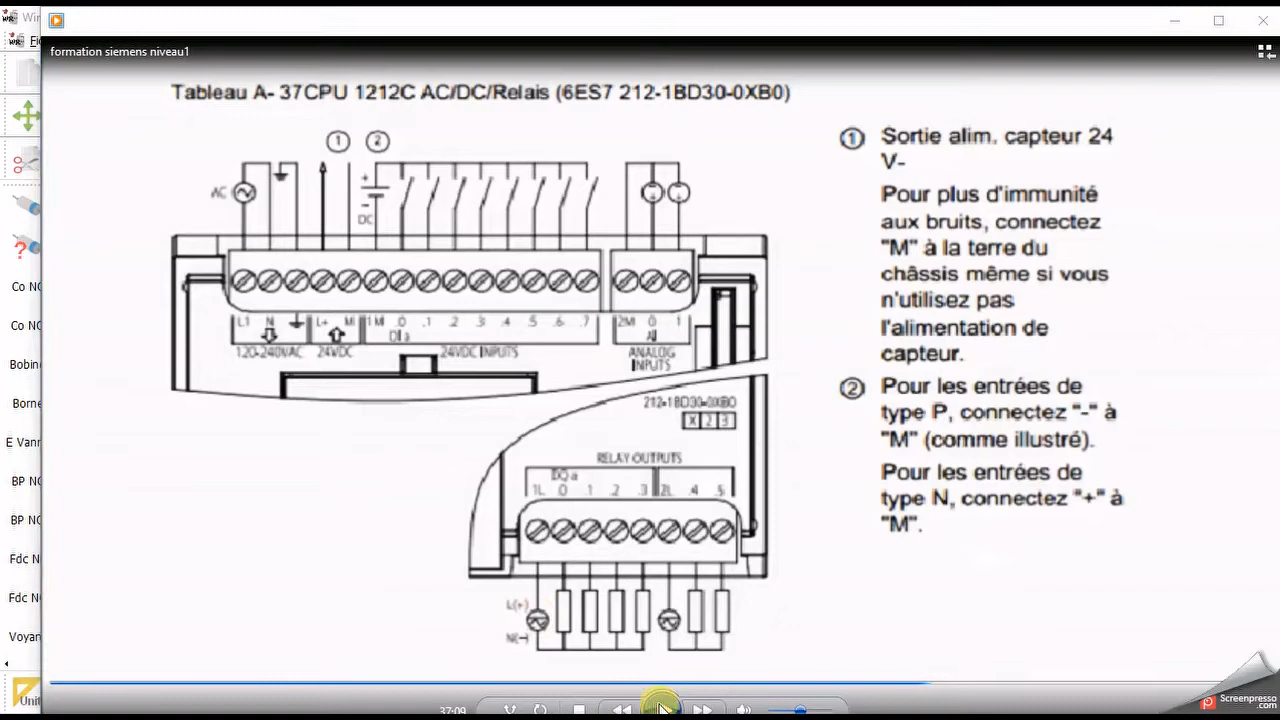 Wi
Fi
formation siemens niveau1
Tableau A- 37CPU 1212C AC/DC/Relais (6ES7 212-1BD30-0XB0)
1 2
AC
+
-
DC
L1 N L+ M 1M .0 .1 .2 .3 .4 .5 .6 .7 2M 0 1
DI a AI
120-240VAC 24VDC 24VDC INPUTS ANALOG
INPUTS
212-1BD30-0XB0
X 2 3
RELAY OUTPUTS
DQ a
1L .0 .1 .2 .3 2L .4 .5
L(+)
N(-)
1 Sortie alim. capteur 24
V-
Pour plus d'immunité
aux bruits, connectez
"M" à la terre du
châssis même si vous
n'utilisez pas
l'alimentation de
capteur.
2 Pour les entrées de
type P, connectez "-" à
"M" (comme illustré).
Pour les entrées de
type N, connectez "+" à
"M".
Co NO
Co NC
Bobine
Borne
E Vann
BP NO
BP NC
Fdc N
Fdc NC
Voyan
Unit
37:09
Screenpresso
.com